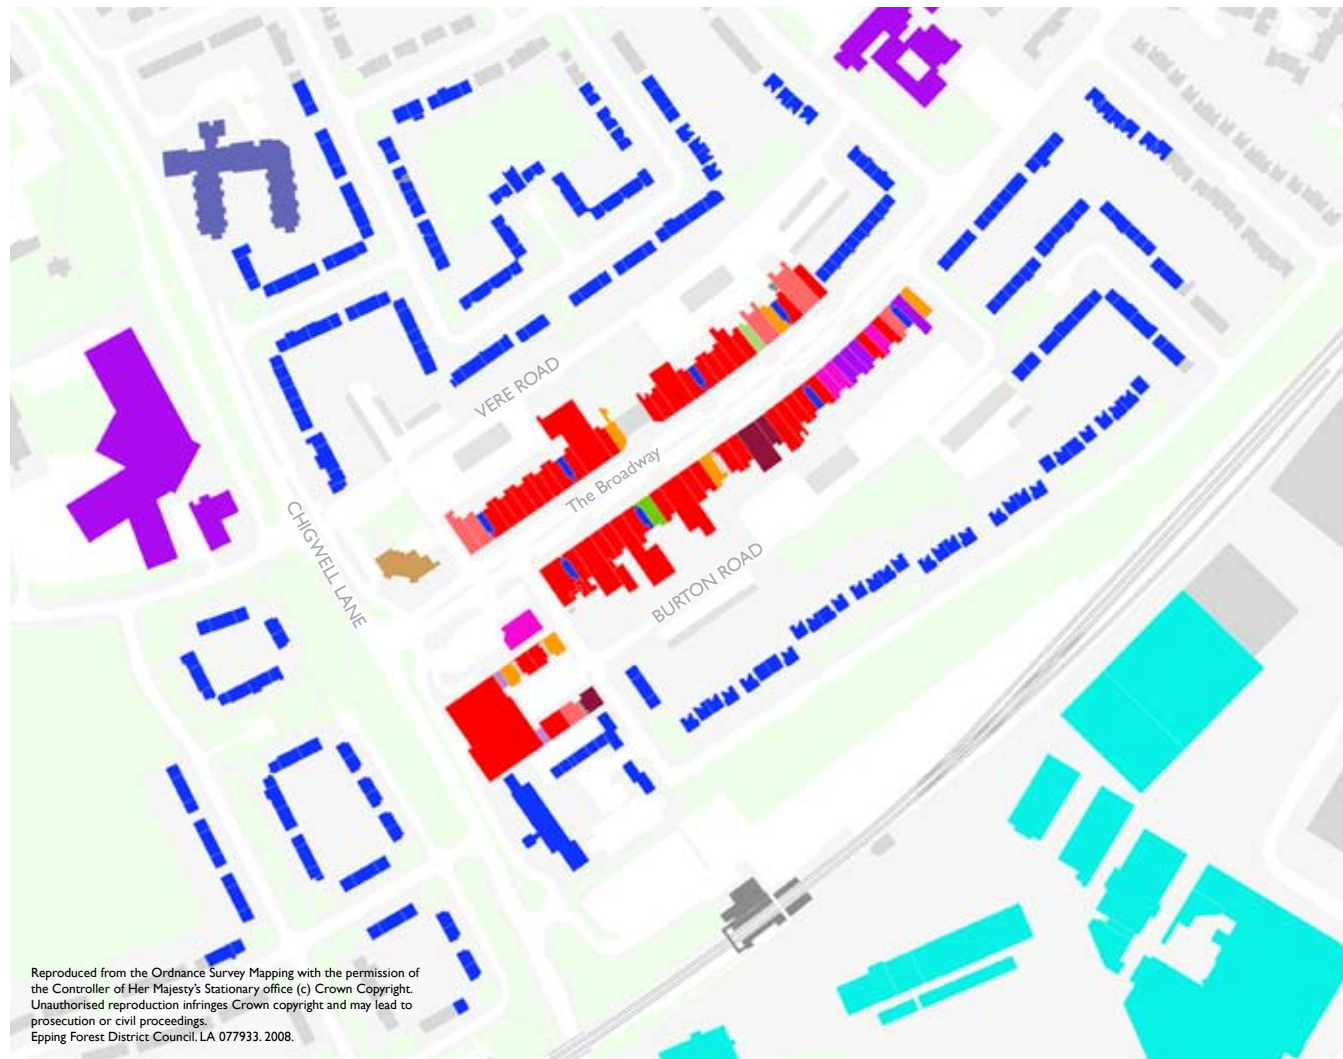 VERE ROAD
The Broadway
CHIGWELL LANE
BURTON ROAD
Reproduced from the Ordnance Survey Mapping with the permission of
the Controller of Her Majesty's Stationary office (c) Crown Copyright.
Unauthorised reproduction infringes Crown copyright and may lead to
prosecution or civil proceedings.
Epping Forest District Council. LA 077933. 2008.